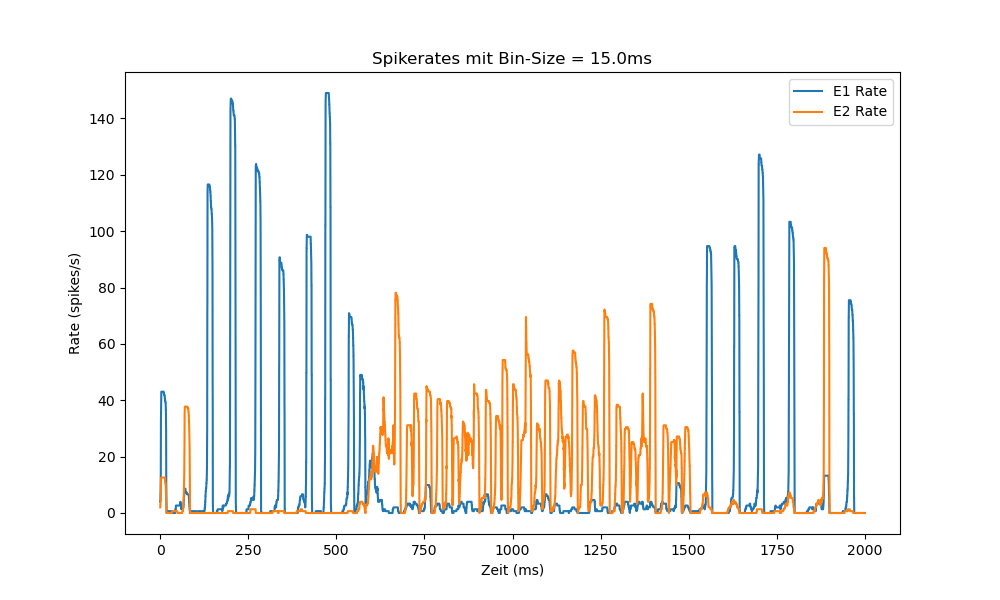 Spikerates mit Bin-Size = 15.0ms
E1 Rate
E2 Rate
140
120
100
80
60
40
20
0
Rate (spikes/s)
0 250 500 750 1000 1250 1500 1750 2000
Zeit (ms)